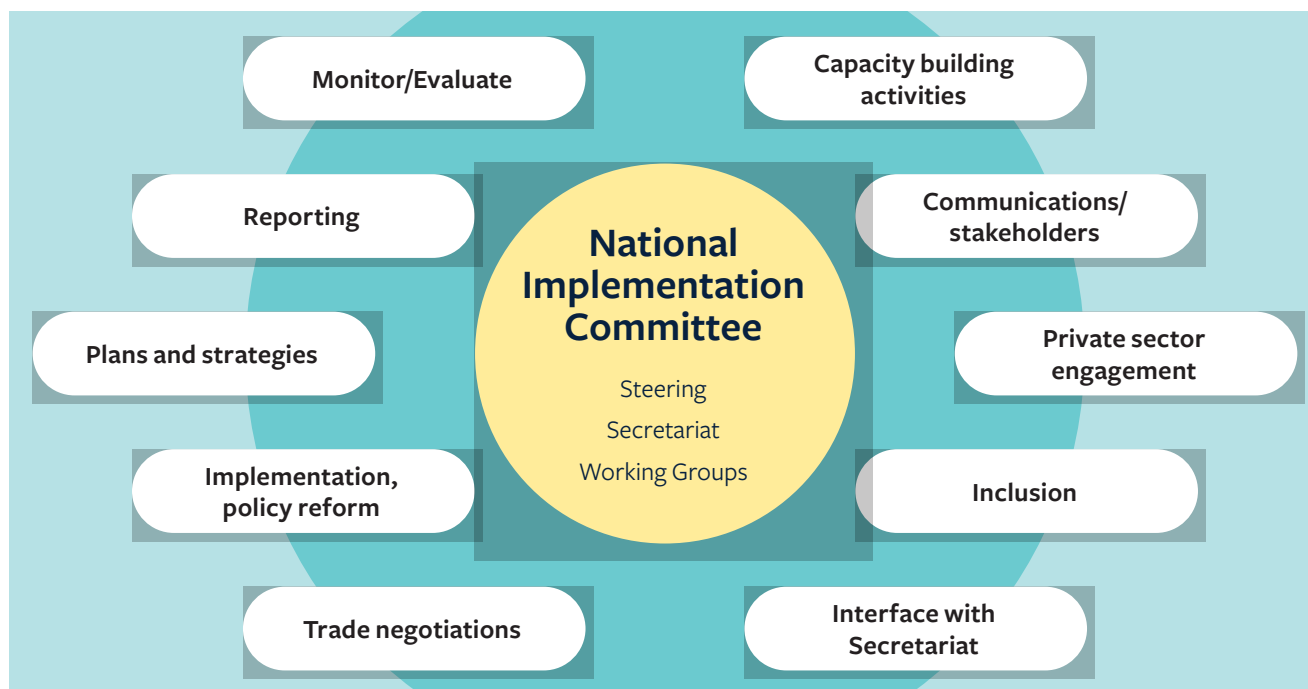 Monitor/Evaluate
Capacity building
activities
Reporting
Communications/
stakeholders
National
Implementation
Committee
Steering
Secretariat
Working Groups
Plans and strategies
Private sector
engagement
Implementation,
policy reform
Inclusion
Trade negotiations
Interface with
Secretariat